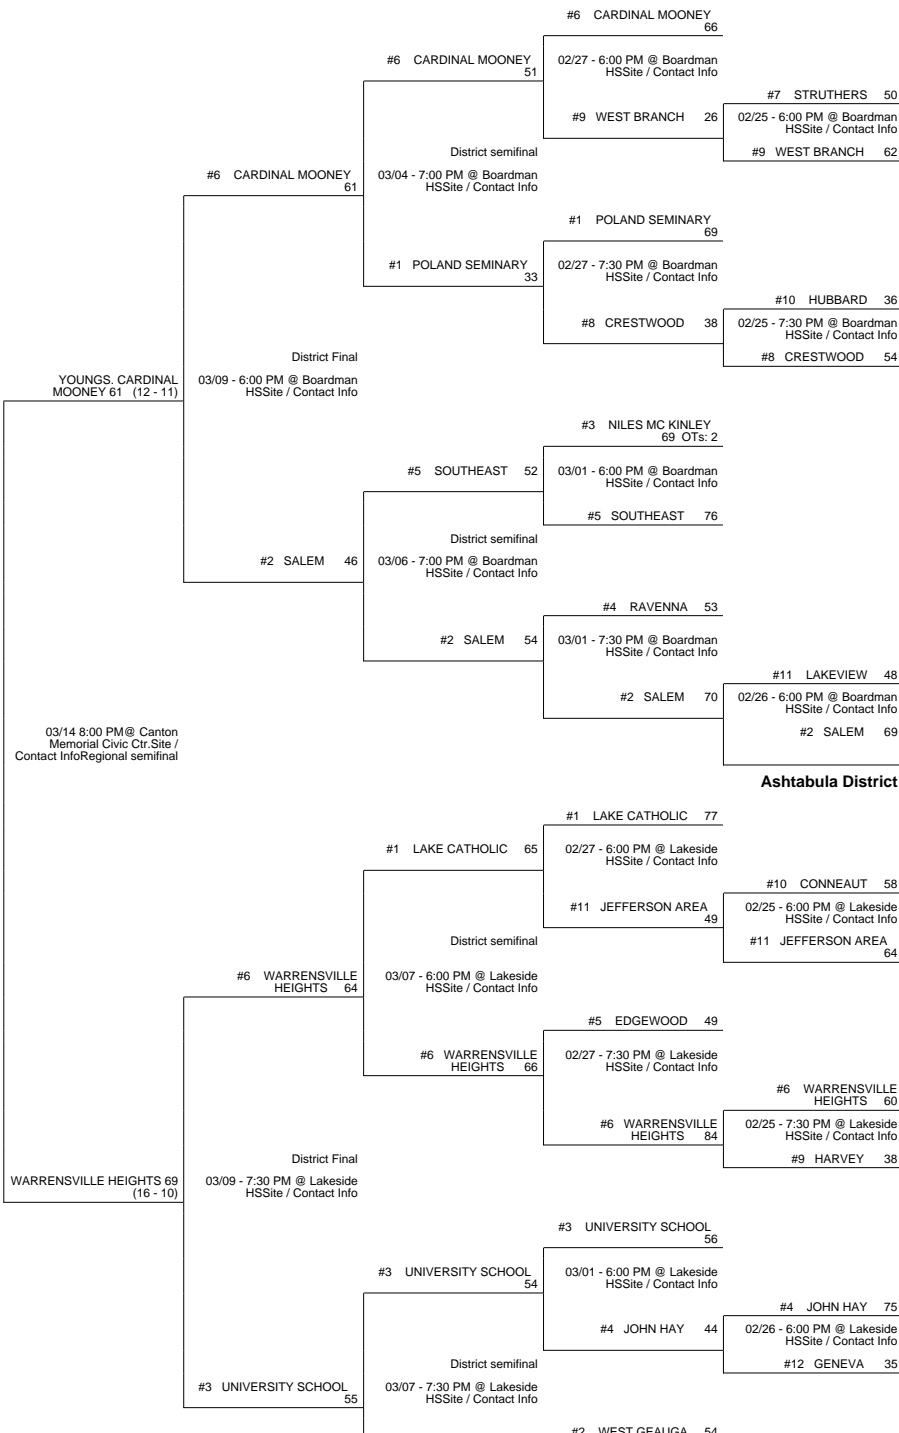 #6 CARDINAL MOONEY
66
#6 CARDINAL MOONEY
51
02/27 - 6:00 PM @ Boardman
HSSite / Contact Info
#7 STRUTHERS 50
#9 WEST BRANCH 26
02/25 - 6:00 PM @ Boardman
HSSite / Contact Info
District semifinal
#9 WEST BRANCH 62
#6 CARDINAL MOONEY
61
03/04 - 7:00 PM @ Boardman
HSSite / Contact Info
#1 POLAND SEMINARY
69
#1 POLAND SEMINARY
33
02/27 - 7:30 PM @ Boardman
HSSite / Contact Info
#10 HUBBARD 36
#8 CRESTWOOD 38
02/25 - 7:30 PM @ Boardman
HSSite / Contact Info
District Final
#8 CRESTWOOD 54
YOUNGS. CARDINAL
MOONEY 61 (12 - 11)
03/09 - 6:00 PM @ Boardman
HSSite / Contact Info
#3 NILES MC KINLEY
69 OTs: 2
#5 SOUTHEAST 52
03/01 - 6:00 PM @ Boardman
HSSite / Contact Info
#5 SOUTHEAST 76
District semifinal
#2 SALEM 46
03/06 - 7:00 PM @ Boardman
HSSite / Contact Info
#4 RAVENNA 53
#2 SALEM 54
03/01 - 7:30 PM @ Boardman
HSSite / Contact Info
#11 LAKEVIEW 48
#2 SALEM 70
02/26 - 6:00 PM @ Boardman
HSSite / Contact Info
#2 SALEM 69
03/14 8:00 PM@ Canton
Memorial Civic Ctr.Site /
Contact InfoRegional semifinal
Ashtabula District
#1 LAKE CATHOLIC 77
#1 LAKE CATHOLIC 65
02/27 - 6:00 PM @ Lakeside
HSSite / Contact Info
#10 CONNEAUT 58
#11 JEFFERSON AREA
49
02/25 - 6:00 PM @ Lakeside
HSSite / Contact Info
District semifinal
#11 JEFFERSON AREA
64
#6 WARRENSVILLE
HEIGHTS 64
03/07 - 6:00 PM @ Lakeside
HSSite / Contact Info
#5 EDGEWOOD 49
#6 WARRENSVILLE
HEIGHTS 66
02/27 - 7:30 PM @ Lakeside
HSSite / Contact Info
#6 WARRENSVILLE
HEIGHTS 60
#6 WARRENSVILLE
HEIGHTS 84
02/25 - 7:30 PM @ Lakeside
HSSite / Contact Info
District Final
#9 HARVEY 38
WARRENSVILLE HEIGHTS 69
(16 - 10)
03/09 - 7:30 PM @ Lakeside
HSSite / Contact Info
#3 UNIVERSITY SCHOOL
56
#3 UNIVERSITY SCHOOL
54
03/01 - 6:00 PM @ Lakeside
HSSite / Contact Info
#4 JOHN HAY 75
#4 JOHN HAY 44
02/26 - 6:00 PM @ Lakeside
HSSite / Contact Info
District semifinal
#12 GENEVA 35
#3 UNIVERSITY SCHOOL
55
03/07 - 7:30 PM @ Lakeside
HSSite / Contact Info
#2 WEST GEAUGA 54